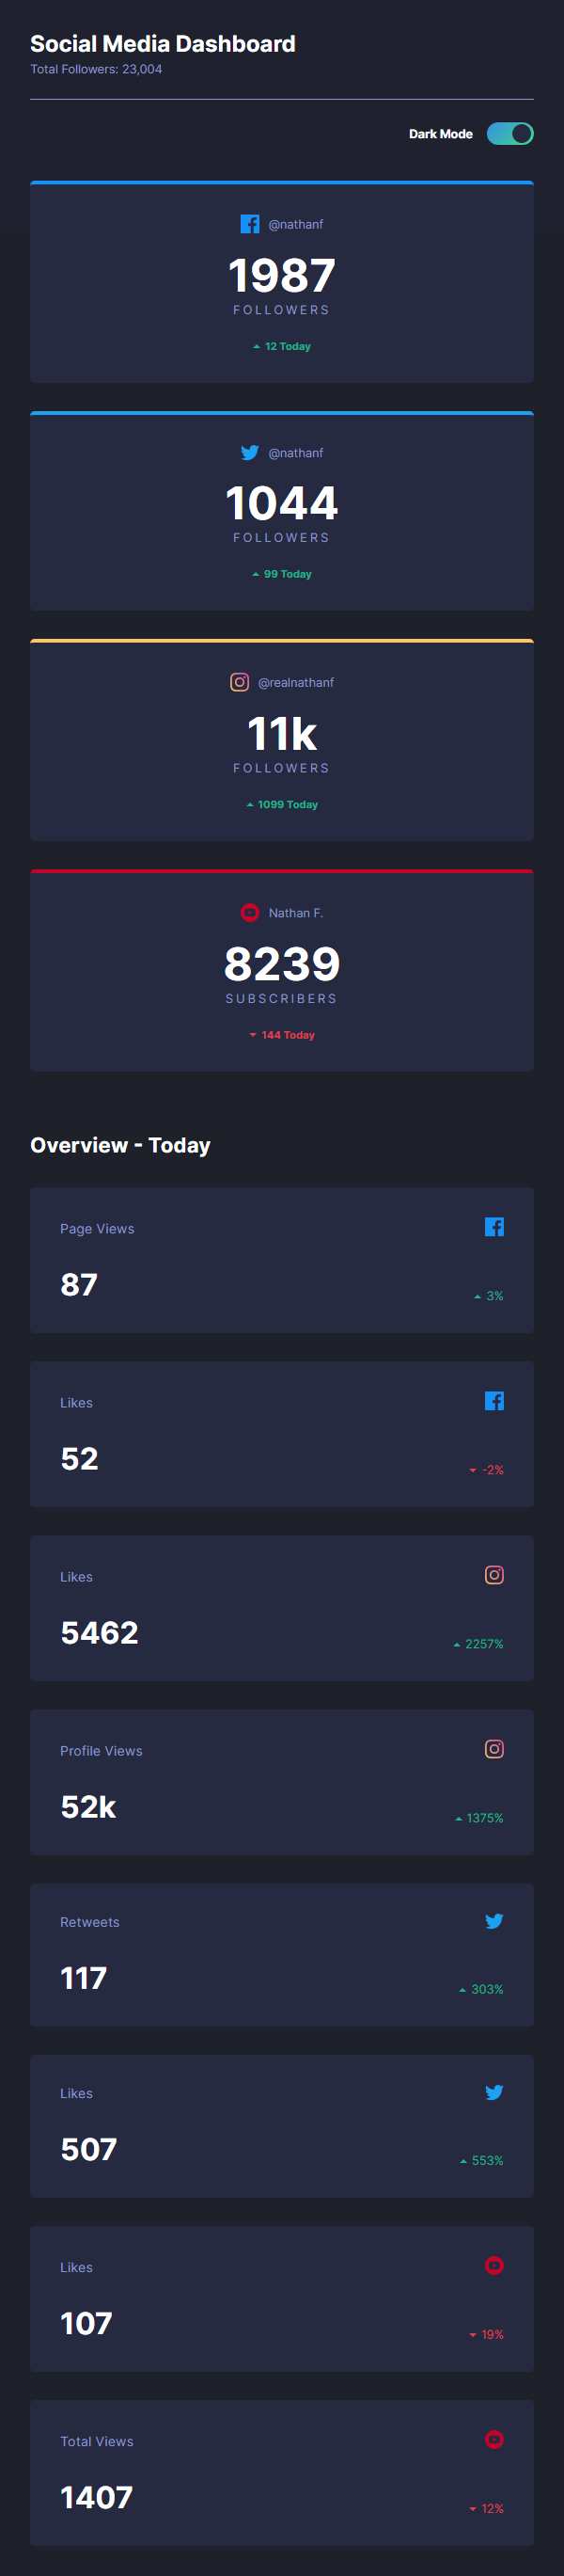 Social Media Dashboard
Total Followers: 23,004
Dark Mode
@nathanf
1987
FOLLOWERS
12 Today
@nathanf
1044
FOLLOWERS
99 Today
@realnathanf
11k
FOLLOWERS
1099 Today
Nathan F.
8239
SUBSCRIBERS
144 Today
Overview - Today
Page Views
87
3%
Likes
52
-2%
Likes
5462
2257%
Profile Views
52k
1375%
Retweets
117
303%
Likes
507
553%
Likes
107
19%
Total Views
1407
12%